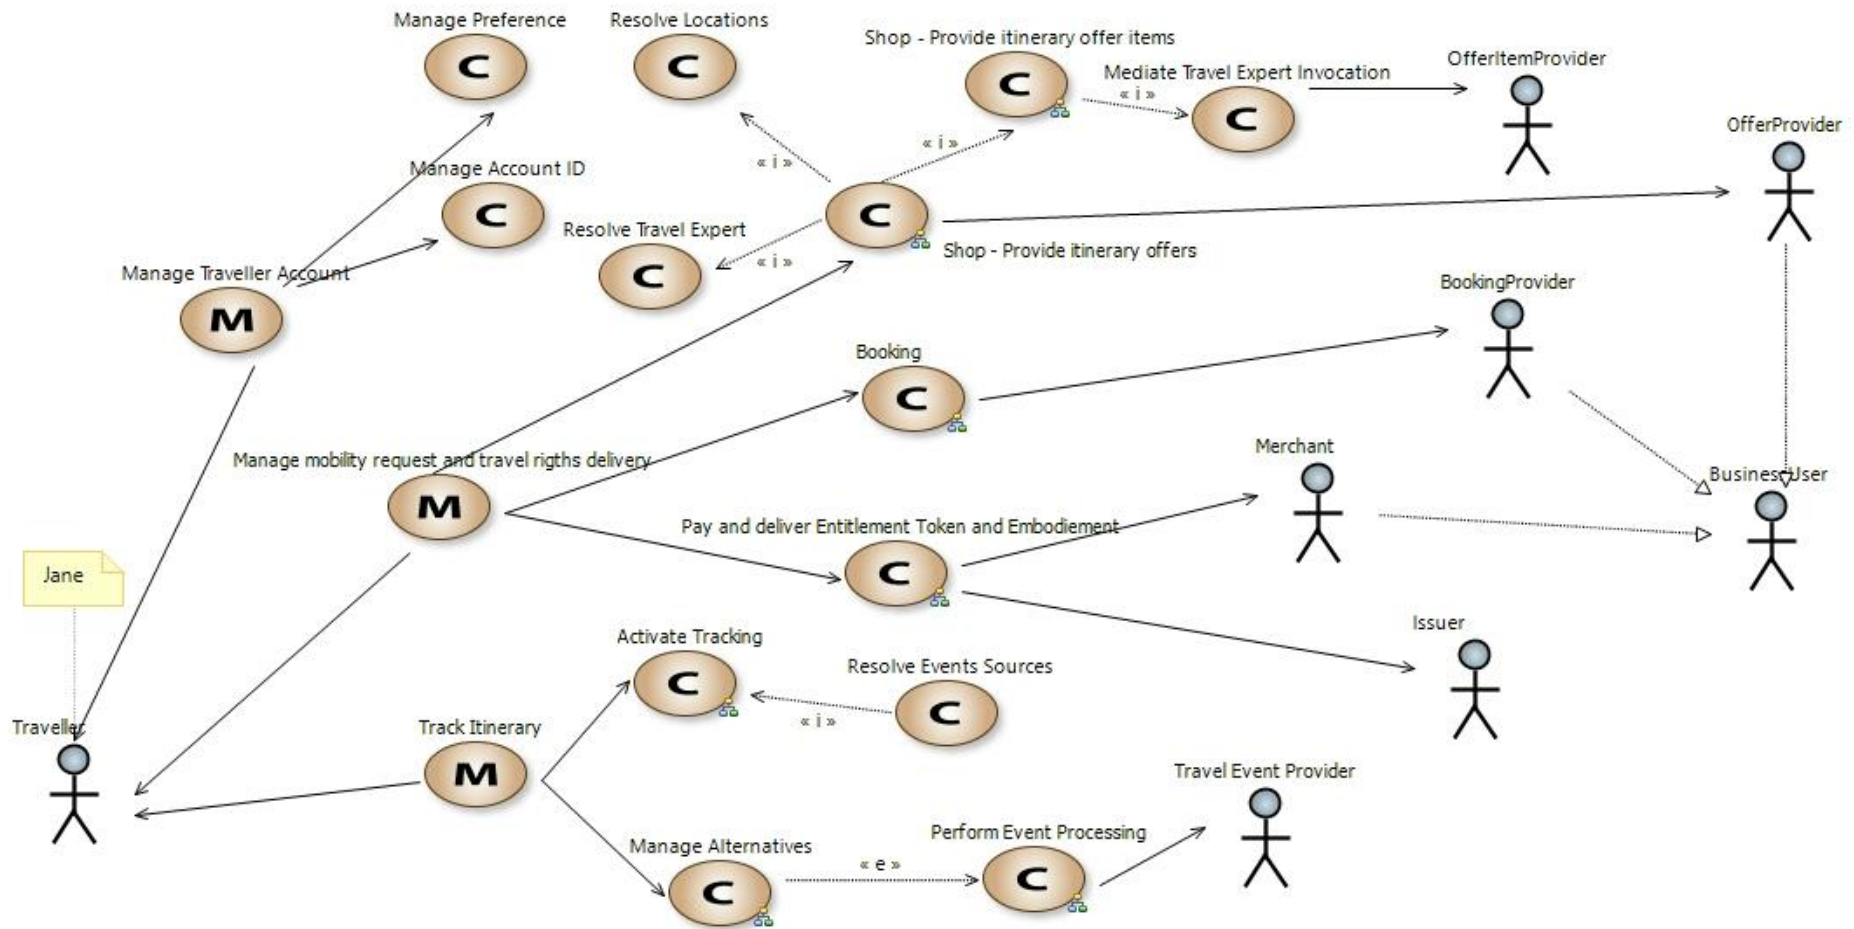 Manage Preference
Resolve Locations
Shop - Provide itinerary offer items
C
C
C
Mediate Travel Expert Invocation
« i »
C
OfferItemProvider
OfferProvider
Manage Account ID
C
« i »
« i »
C
Shop - Provide itinerary offers
Resolve Travel Expert
« i »
C
Manage Traveller Account
M
BookingProvider
Booking
C
Manage mobility request and travel rigths delivery
M
Merchant
Business User
Pay and deliver Entitlement Token and Embodiement
C
Jane
Issuer
Activate Tracking
C
Resolve Events Sources
« i »
C
Traveller
Track Itinerary
M
Travel Event Provider
Manage Alternatives
C
« e »
Perform Event Processing
C